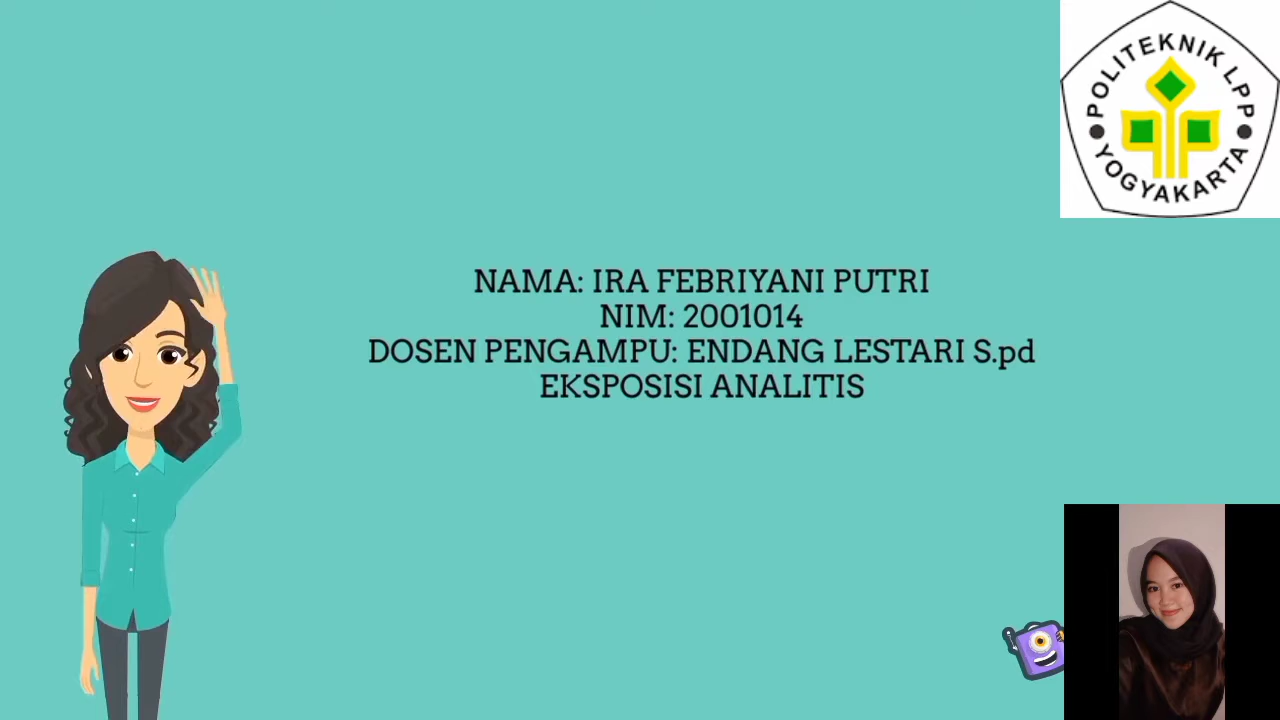 POLITEKNIK LPP
YOGYAKARTA
NAMA: IRA FEBRIYANI PUTRI
NIM: 2001014
DOSEN PENGAMPU: ENDANG LESTARI S.pd
EKSPOSISI ANALITIS